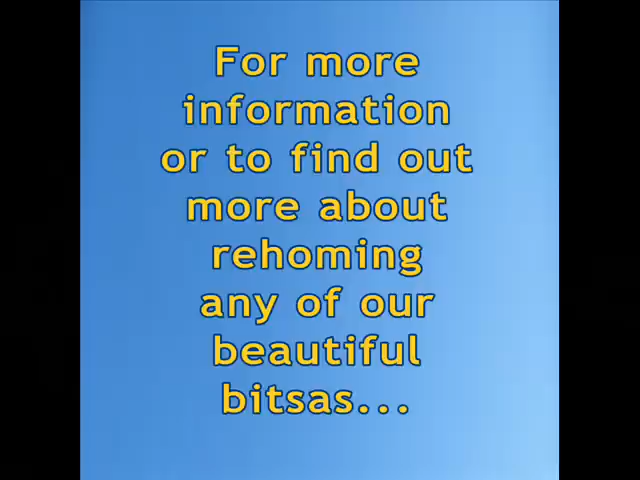 For more
information
or to find out
more about
rehoming
any of our
beautiful
bitsas...